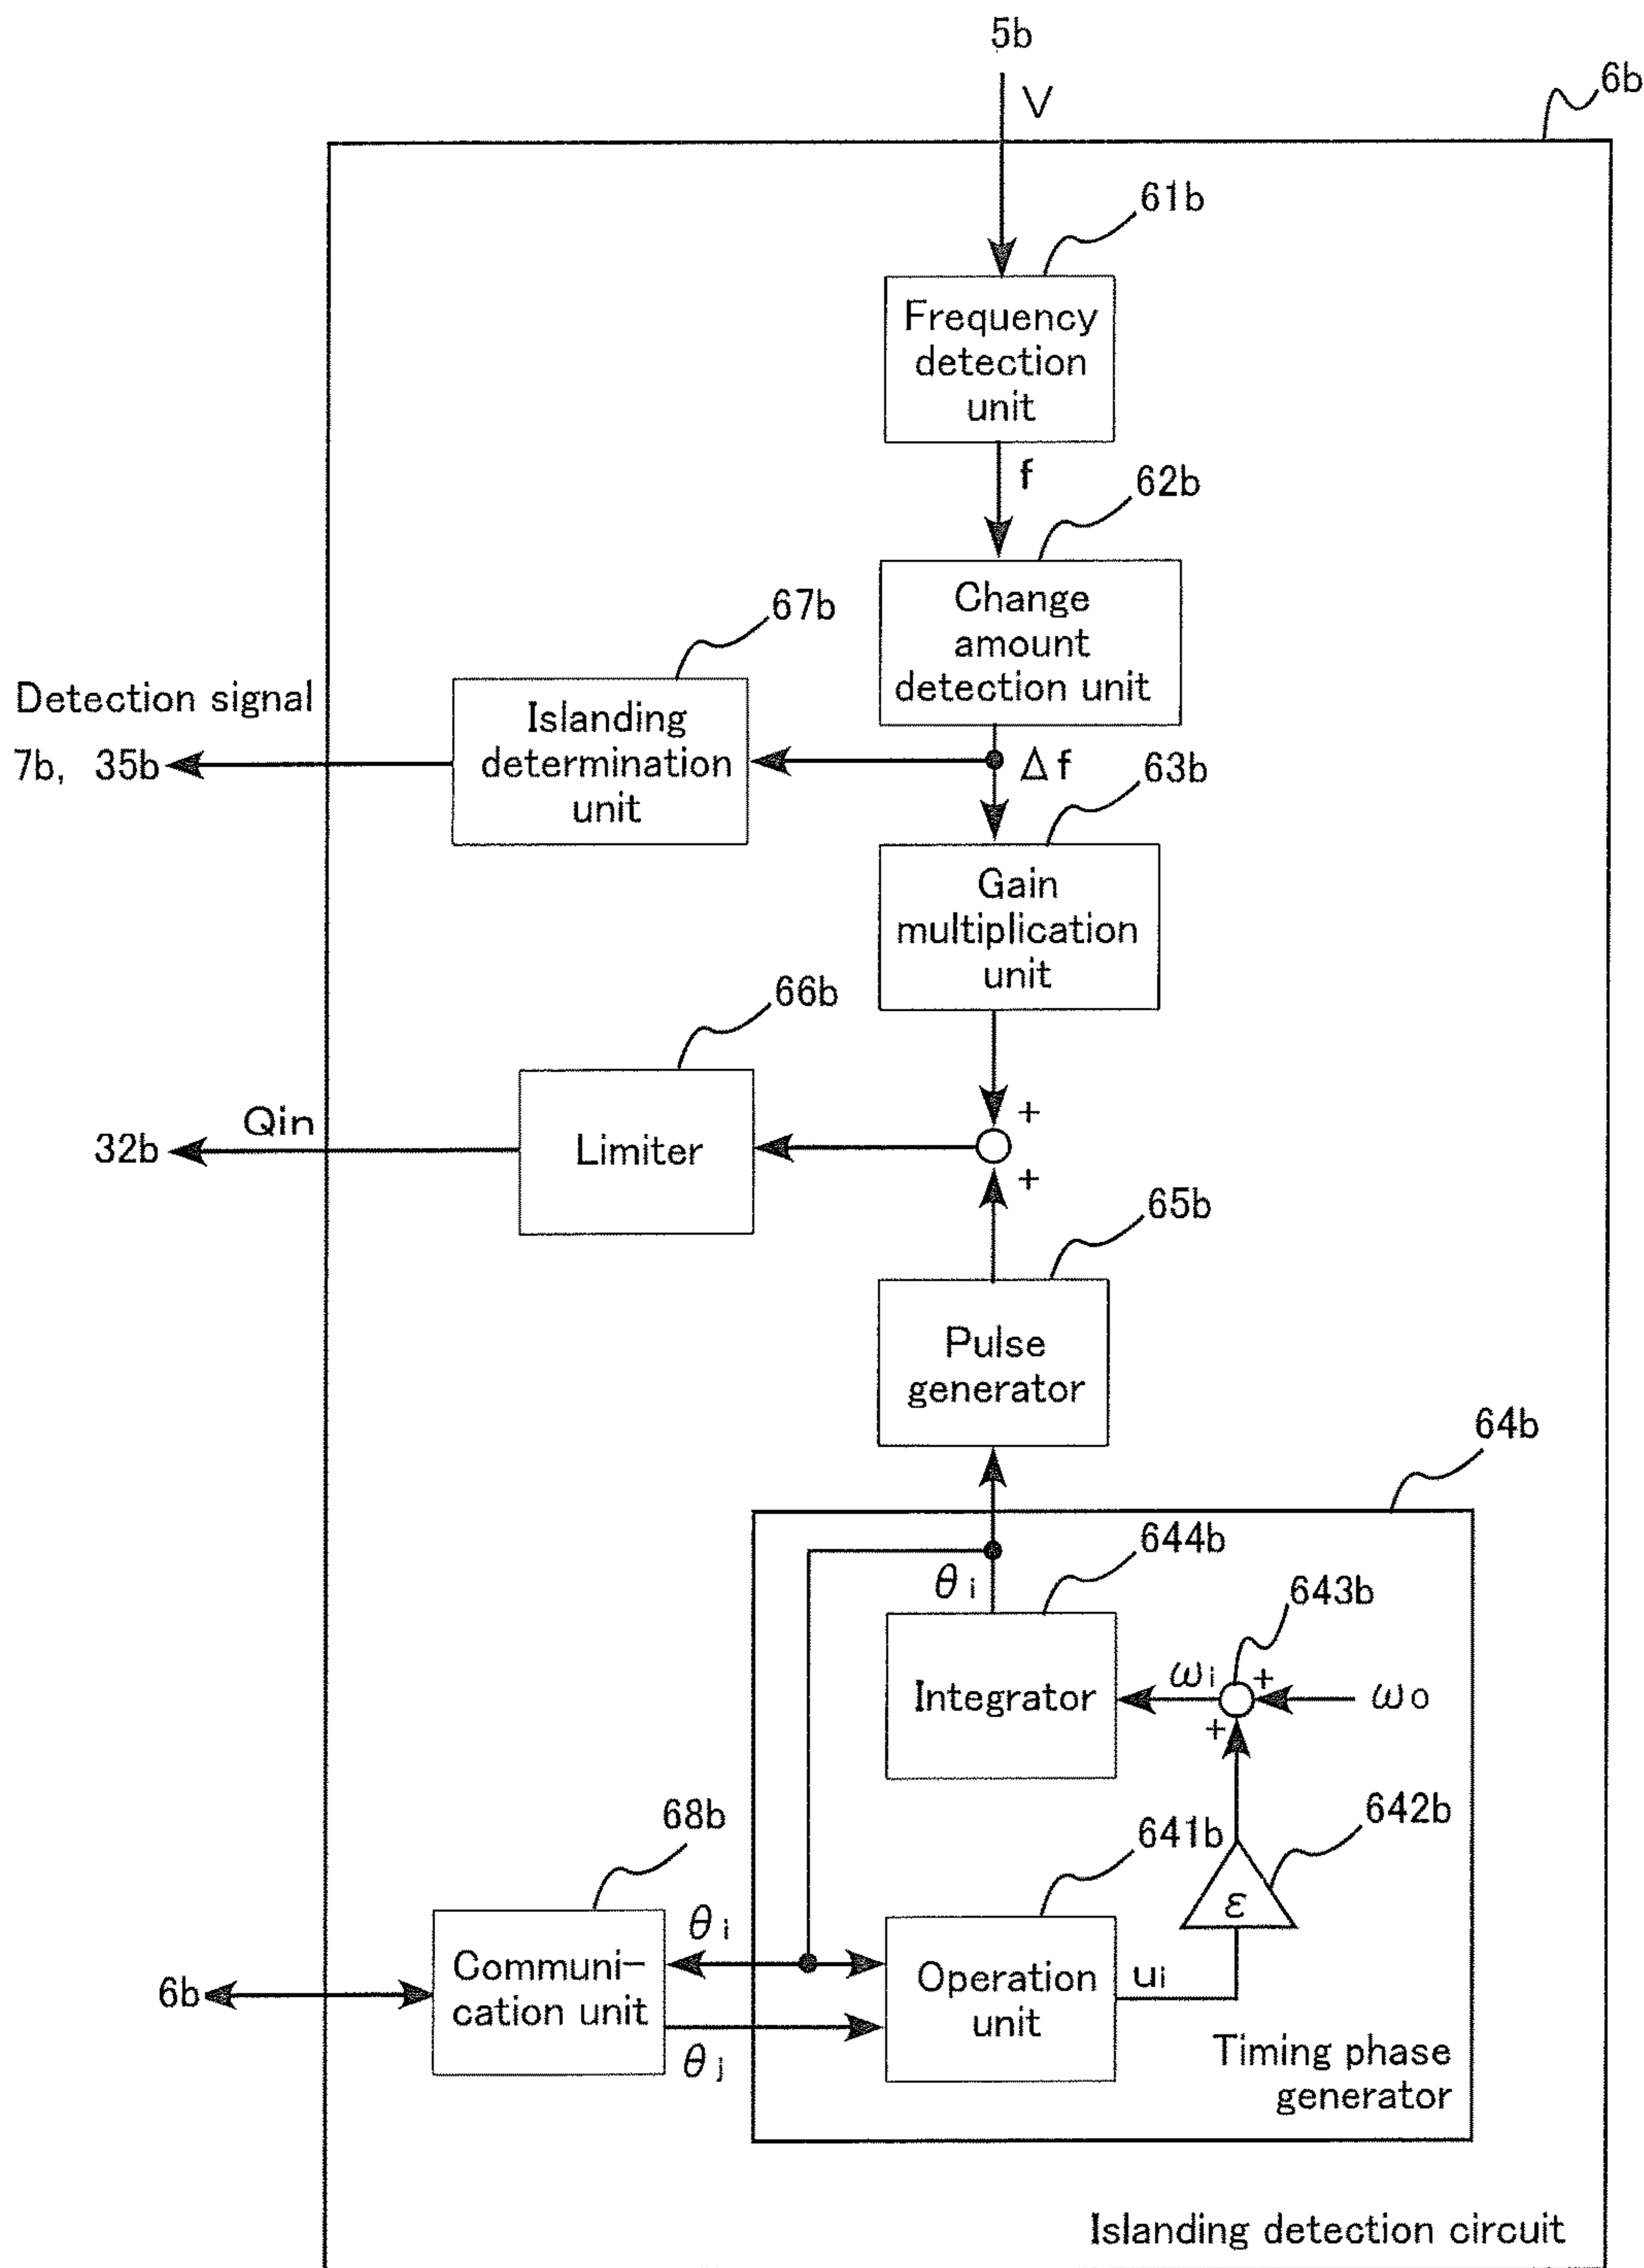 5b
V
6b
61b
Frequency
detection
unit
f
62b
Change
amount
detection unit
67b
Detection signal
7b, 35b
Islanding
determination
unit
Δf
63b
Gain
multiplication
unit
66b
+
Qin
32b
Limiter
+
65b
Pulse
generator
64b
644b
θi
643b
Integrator
ωi
+
ωo
+
642b
68b
641b
ε
θi
Communi-
cation unit
6b
Operation
unit
ui
θj
Timing phase
generator
Islanding detection circuit